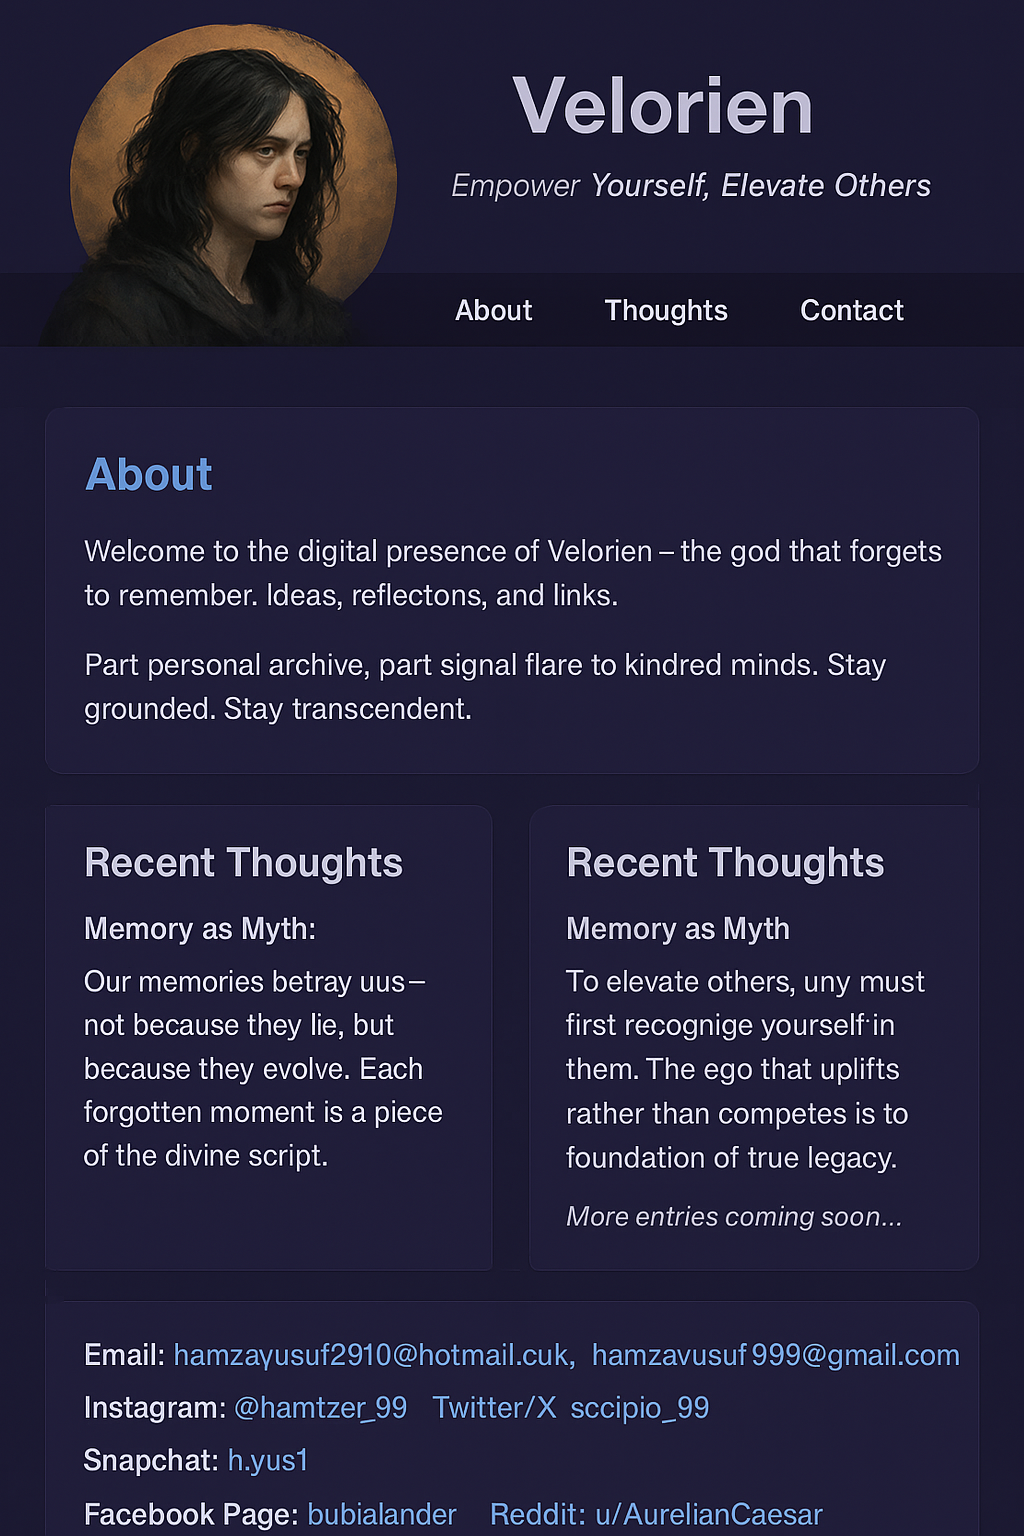 Velorien
Empower Yourself, Elevate Others
About
Thoughts
Contact
About
Welcome to the digital presence of Velorien – the god that forgets
to remember. Ideas, reflectons, and links.
Part personal archive, part signal flare to kindred minds. Stay
grounded. Stay transcendent.
Recent Thoughts
Memory as Myth:
Our memories betray uus–
not because they lie, but
because they evolve. Each
forgotten moment is a piece
of the divine script.
Recent Thoughts
Memory as Myth
To elevate others, uny must
first recognige yourself·in
them. The ego that uplifts
rather than competes is to
foundation of true legacy.
More entries coming soon...
Email: hamzayusuf2910@hotmail.cuk, hamzavusuf999@gmail.com
Instagram: @hamtzer_99 Twitter/X sccipio_99
Snapchat: h.yus1
Facebook Page: bubialander Reddit: u/AurelianCaesar